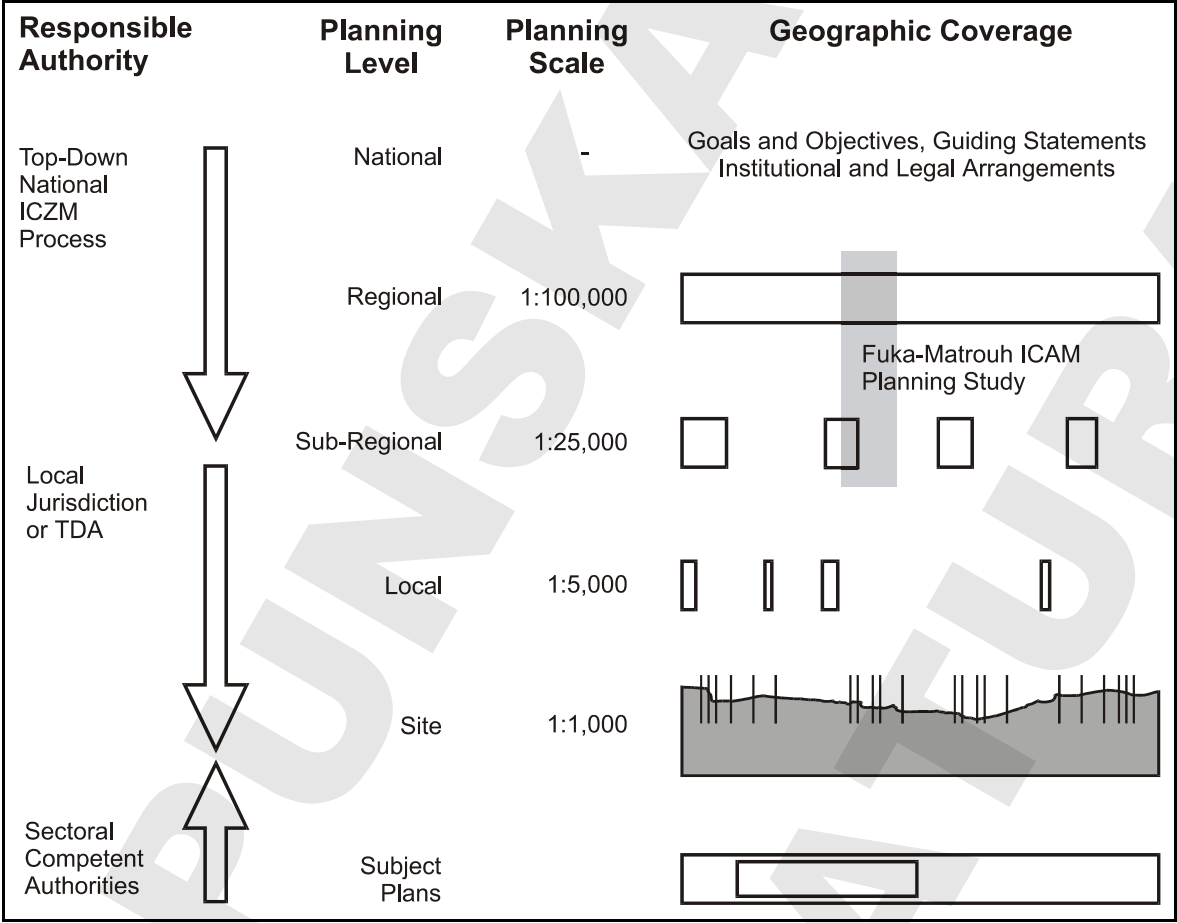 Responsible
Authority
Planning
Level
Planning
Scale
Geographic Coverage
Top-Down
National
ICZM
Process
National
-
Goals and Objectives, Guiding Statements
Institutional and Legal Arrangements
Regional
1:100,000
Fuka-Matrouh ICAM
Planning Study
Sub-Regional
1:25,000
Local
Jurisdiction
or TDA
Local
1:5,000
Site
1:1,000
Sectoral
Competent
Authorities
Subject
Plans
PUNSKA
ATUR